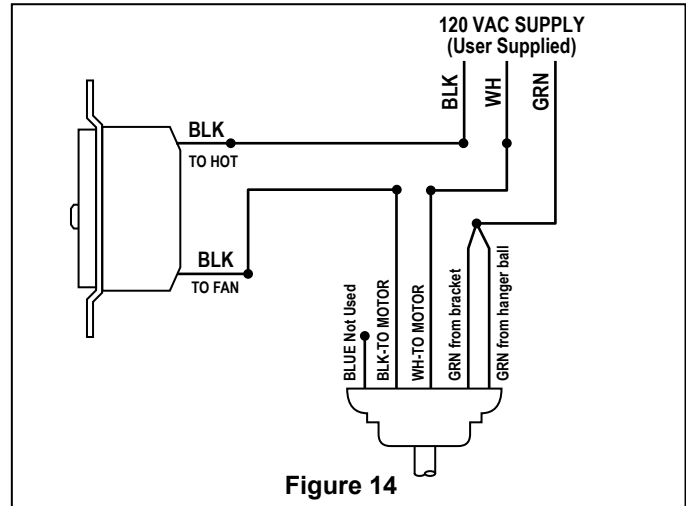 120 VAC SUPPLY
(User Supplied)
BLK
WH
GRN
BLK
TO HOT
BLK
TO FAN
BLUE Not Used
BLK-TO MOTOR
WH-TO MOTOR
GRN from bracket
GRN from hanger ball
Figure 14